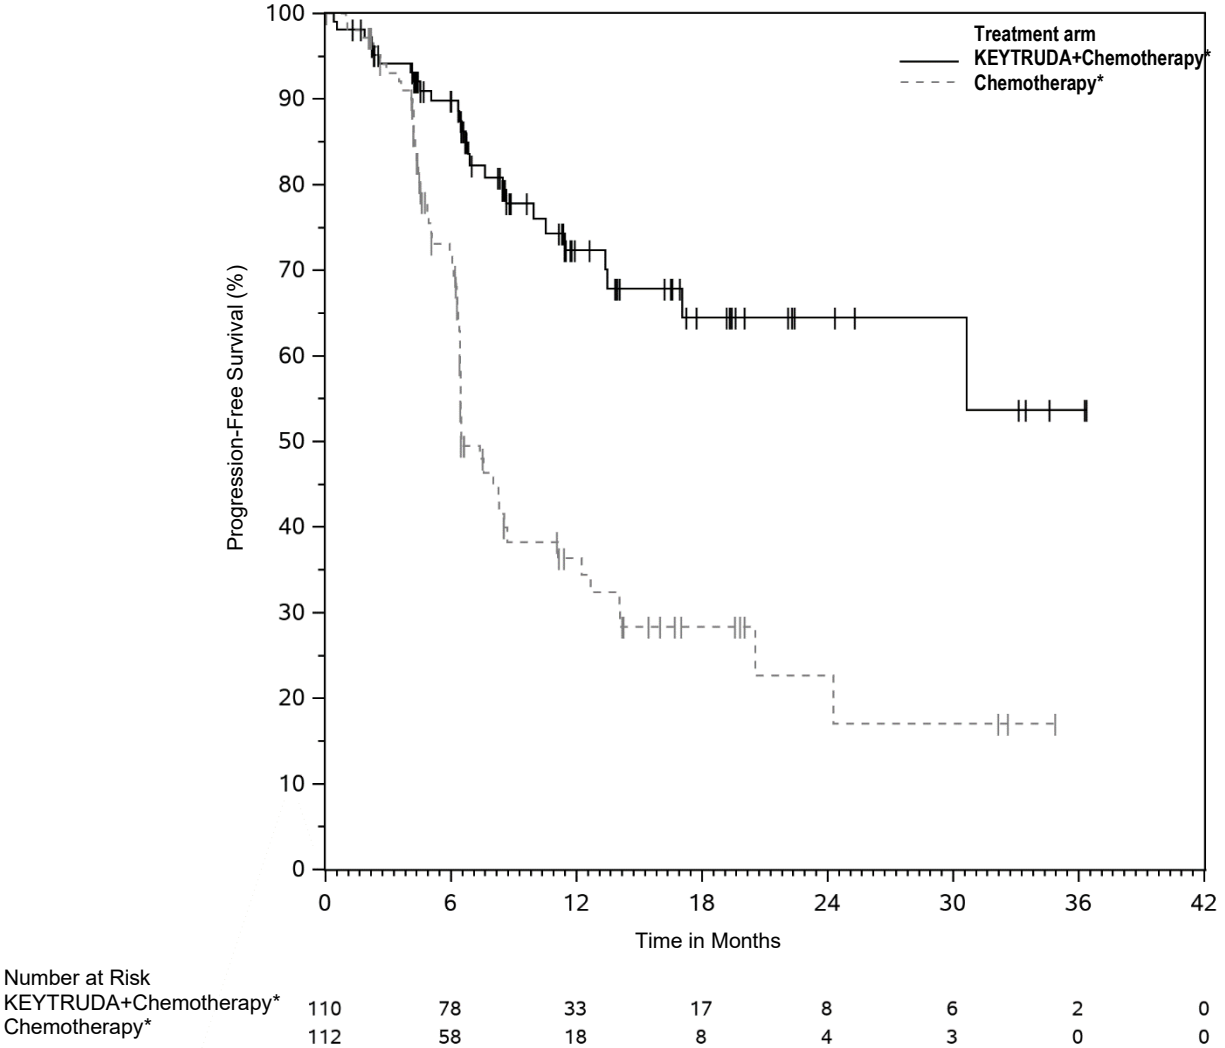 Treatment arm
KEYTRUDA+Chemotherapy*
Chemotherapy*
Progression-Free Survival (%)
100
90
80
70
60
50
40
30
20
10
0
0 6 12 18 24 30 36 42
Time in Months
Number at Risk
KEYTRUDA+Chemotherapy* 110 78 33 17 8 6 2 0
Chemotherapy* 112 58 18 8 4 3 0 0